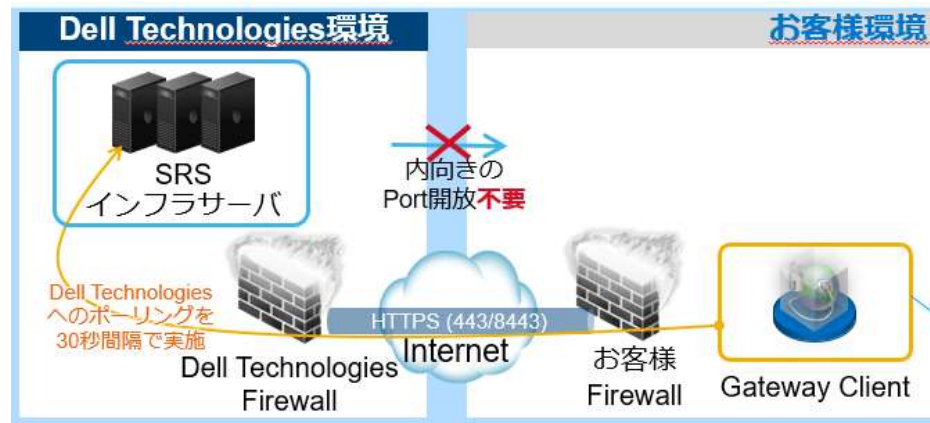 Dell Technologies環境
お客様環境
SRS
インフラサーバ
内向きの
Port開放不要
Dell Technologies
へのポーリングを
30秒間隔で実施
HTTPS (443/8443)
Internet
Dell Technologies
Firewall
お客様
Firewall
Gateway Client